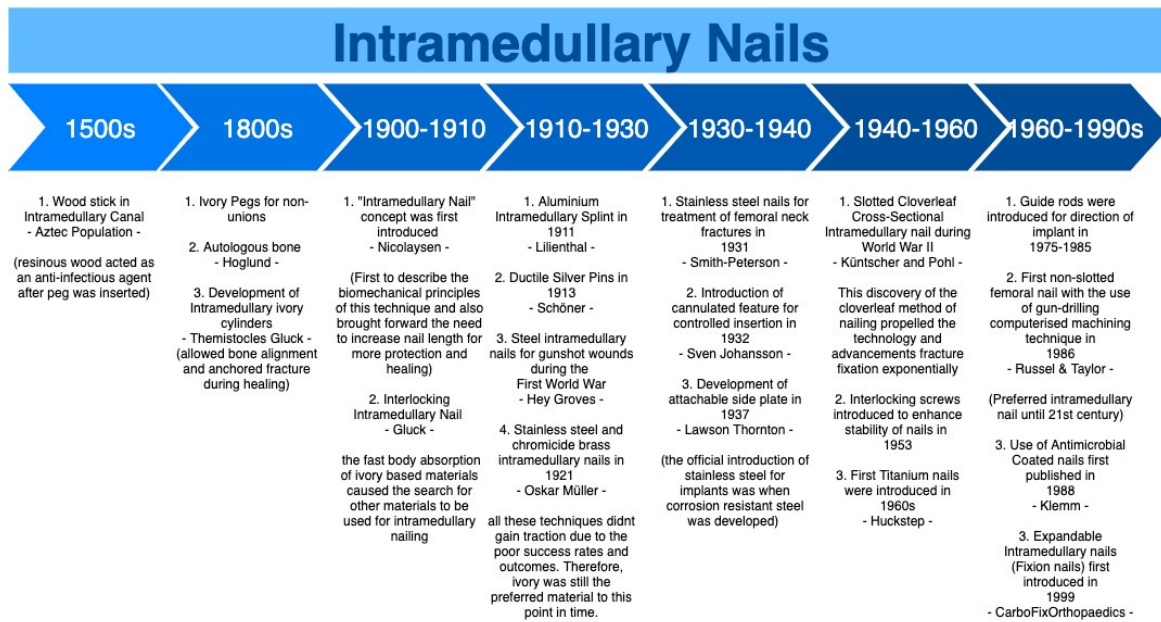 Intramedullary Nails
1500s
1800s
1900-1910
1910-1930
1930-1940
1940-1960
1960-1990s
1. Wood stick in
Intramedullary Canal
- Aztec Population -
(resinous wood acted as
an anti-infectious agent
after peg was inserted)
1. Ivory Pegs for non-
unions
2. Autologous bone
- Hoglund -
3. Development of
Intramedullary ivory
cylinders
- Themistocles Gluck -
(allowed bone alignment
and anchored fracture
during healing)
1. "Intramedullary Nail"
concept was first
introduced
- Nicolaysen -
(First to describe the
biomechanical principles
of this technique and also
brought forward the need
to increase nail length for
more protection and
healing)
2. Interlocking
Intramedullary Nail
- Gluck -
the fast body absorption
of ivory based materials
caused the search for
other materials to be
used for intramedullary
nailing
1. Aluminium
Intramedullary Splint in
1911
- Lilienthal -
2. Ductile Silver Pins in
1913
- Schöner -
3. Steel intramedullary
nails for gunshot wounds
during the
First World War
- Hey Groves -
4. Stainless steel and
chromicide brass
intramedullary nails in
1921
- Oskar Müller -
all these techniques didnt
gain traction due to the
poor success rates and
outcomes. Therefore,
ivory was still the
preferred material to this
point in time.
1. Stainless steel nails for
treatment of femoral neck
fractures in
1931
- Smith-Peterson -
2. Introduction of
cannulated feature for
controlled insertion in
1932
- Sven Johansson -
3. Development of
attachable side plate in
1937
- Lawson Thornton -
(the official introduction of
stainless steel for
implants was when
corrosion resistant steel
was developed)
1. Slotted Cloverleaf
Cross-Sectional
Intramedullary nail during
World War II
- Küntscher and Pohl -
This discovery of the
cloverleaf method of
nailing propelled the
technology and
advancements fracture
fixation exponentially
2. Interlocking screws
introduced to enhance
stability of nails in
1953
3. First Titanium nails
were introduced in
1960s
- Huckstep -
1. Guide rods were
introduced for direction of
implant in
1975-1985
2. First non-slotted
femoral nail with the use
of gun-drilling
computerised machining
technique in
1986
- Russel & Taylor -
(Preferred intramedullary
nail until 21st century)
3. Use of Antimicrobial
Coated nails first
published in
1988
- Klemm -
3. Expandable
Intramedullary nails
(Fixion nails) first
introduced in
1999
- CarboFixOrthopaedics -